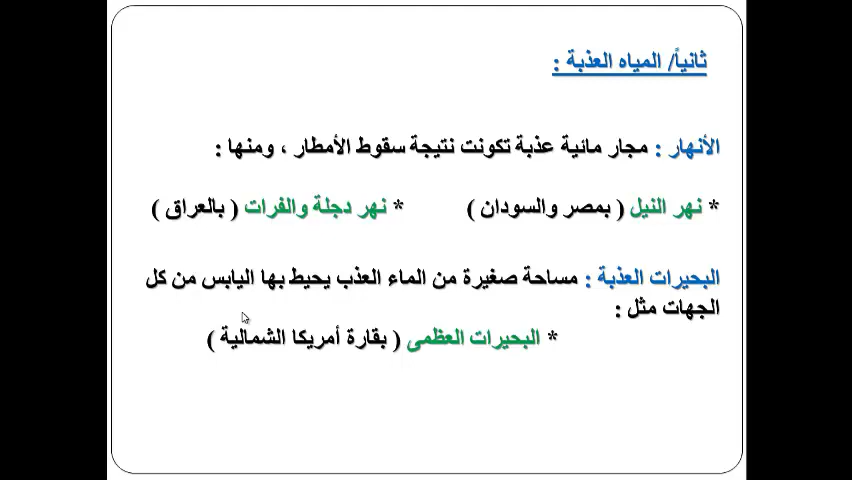 ثانياً/ المياه العذبة :
الأنهار : مجار مائية عذبة تكونت نتيجة سقوط الأمطار ، ومنها :
* نهر النيل ( بمصر والسودان ) * نهر دجلة والفرات ( بالعراق )
البحيرات العذبة : مساحة صغيرة من الماء العذب يحيط بها اليابس من كل
الجهات مثل :
* البحيرات العظمى ( بقارة أمريكا الشمالية )